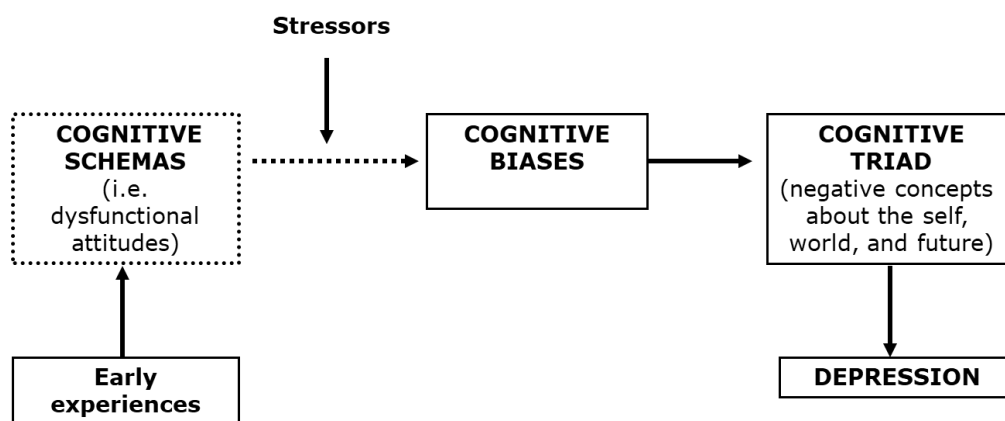 Stressors
COGNITIVE
SCHEMAS
(i.e.
dysfunctional
attitudes)
COGNITIVE
BIASES
COGNITIVE
TRIAD
(negative concepts
about the self,
world, and future)
Early
experiences
DEPRESSION